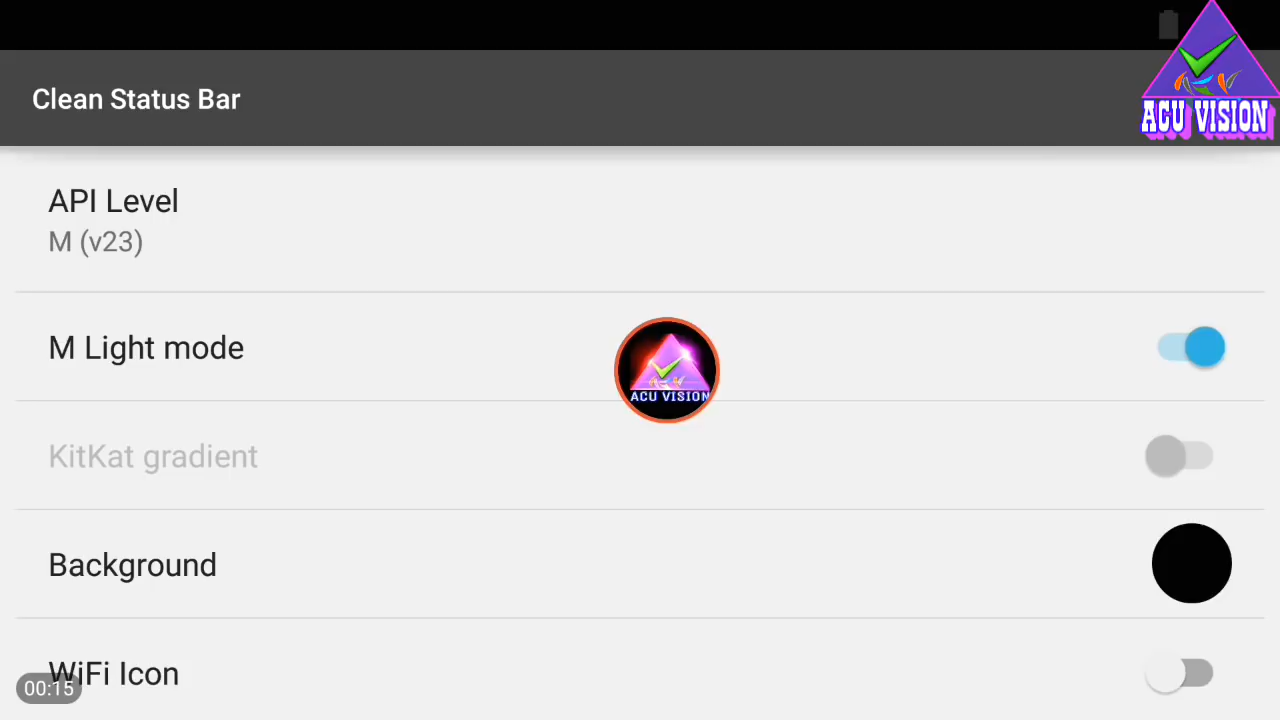 Clean Status Bar
ACU VISION
API Level
M (v23)
M Light mode
ACU VISION
KitKat gradient
Background
WiFi Icon
00:15